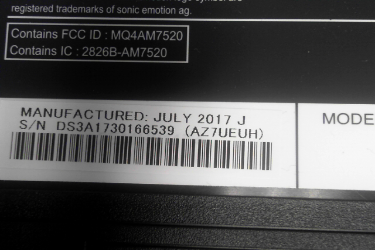 registered trademarks of sonic emotion ag.
Contains FCC ID : MQ4AM7520
Contains IC : 2826B-AM7520
MANUFACTURED: JULY 2017 J
S/N DS3A1730166539 (AZ7UEUH)
MODE